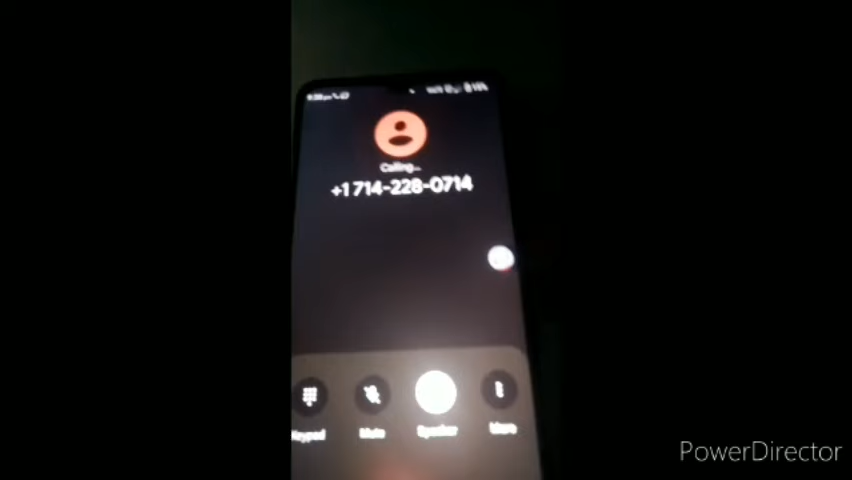 Calling...
+1 714-228-0714
Keypad Mute Speaker More
PowerDirector